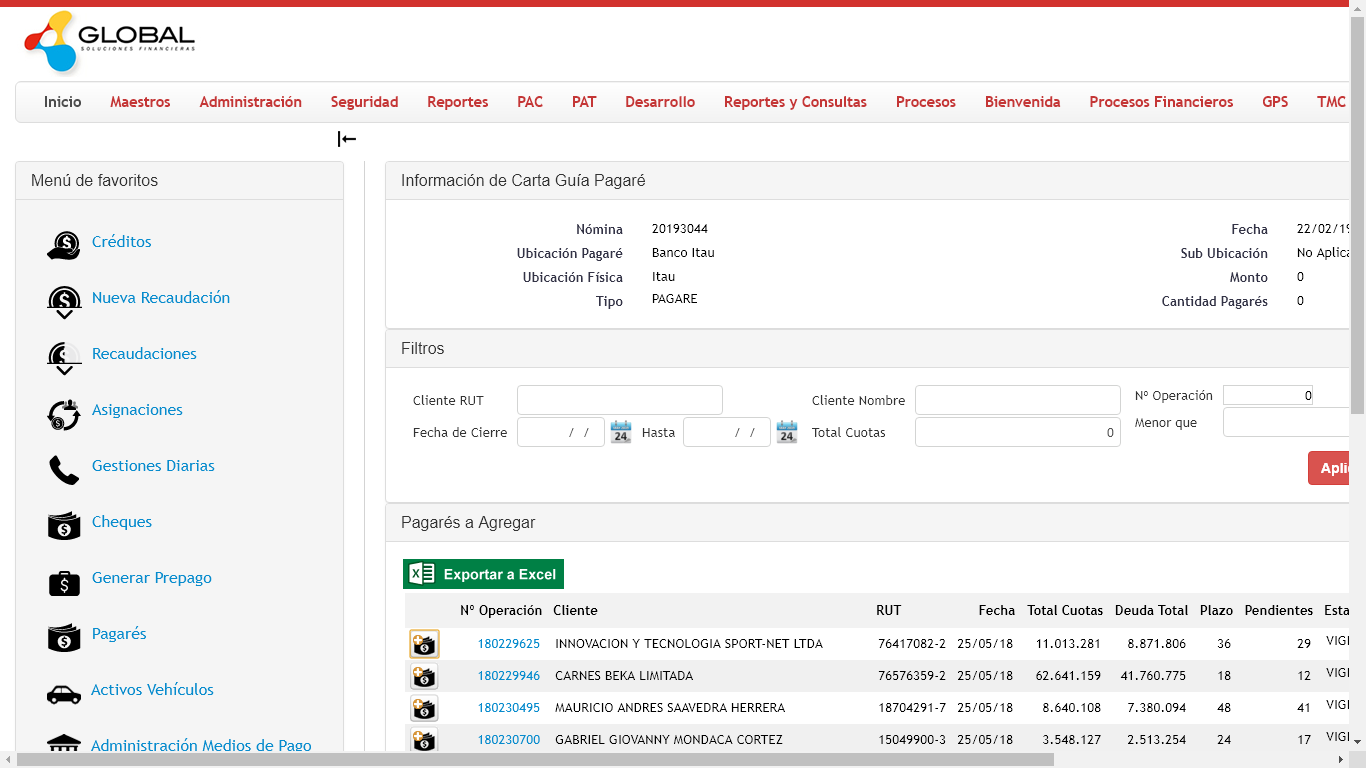 GLOBAL
SOLUCIONES FINANCIERAS
Inicio Maestros Administración Seguridad Reportes PAC PAT Desarrollo Reportes y Consultas Procesos Bienvenida Procesos Financieros GPS TMC
Menú de favoritos
Créditos
Nueva Recaudación
Recaudaciones
Asignaciones
Gestiones Diarias
Cheques
Generar Prepago
Pagarés
Activos Vehículos
Administración Medios de Pago
Información de Carta Guía Pagaré
Nómina 20193044 Fecha 22/02/19
Ubicación Pagaré Banco Itau Sub Ubicación No Aplica
Ubicación Física Itau Monto 0
Tipo PAGARE Cantidad Pagarés 0
Filtros
Cliente RUT Cliente Nombre Nº Operación 0
Fecha de Cierre / / 24 Hasta / / 24 Total Cuotas 0 Menor que
Apli
Pagarés a Agregar
Exportar a Excel
Nº Operación Cliente RUT Fecha Total Cuotas Deuda Total Plazo Pendientes Esta
180229625 INNOVACION Y TECNOLOGIA SPORT-NET LTDA 76417082-2 25/05/18 11.013.281 8.871.806 36 29 VIGI
180229946 CARNES BEKA LIMITADA 76576359-2 25/05/18 62.641.159 41.760.775 18 12 VIGI
180230495 MAURICIO ANDRES SAAVEDRA HERRERA 18704291-7 25/05/18 8.640.108 7.380.094 48 41 VIGI
180230700 GABRIEL GIOVANNY MONDACA CORTEZ 15049900-3 25/05/18 3.548.127 2.513.254 24 17 VIGI